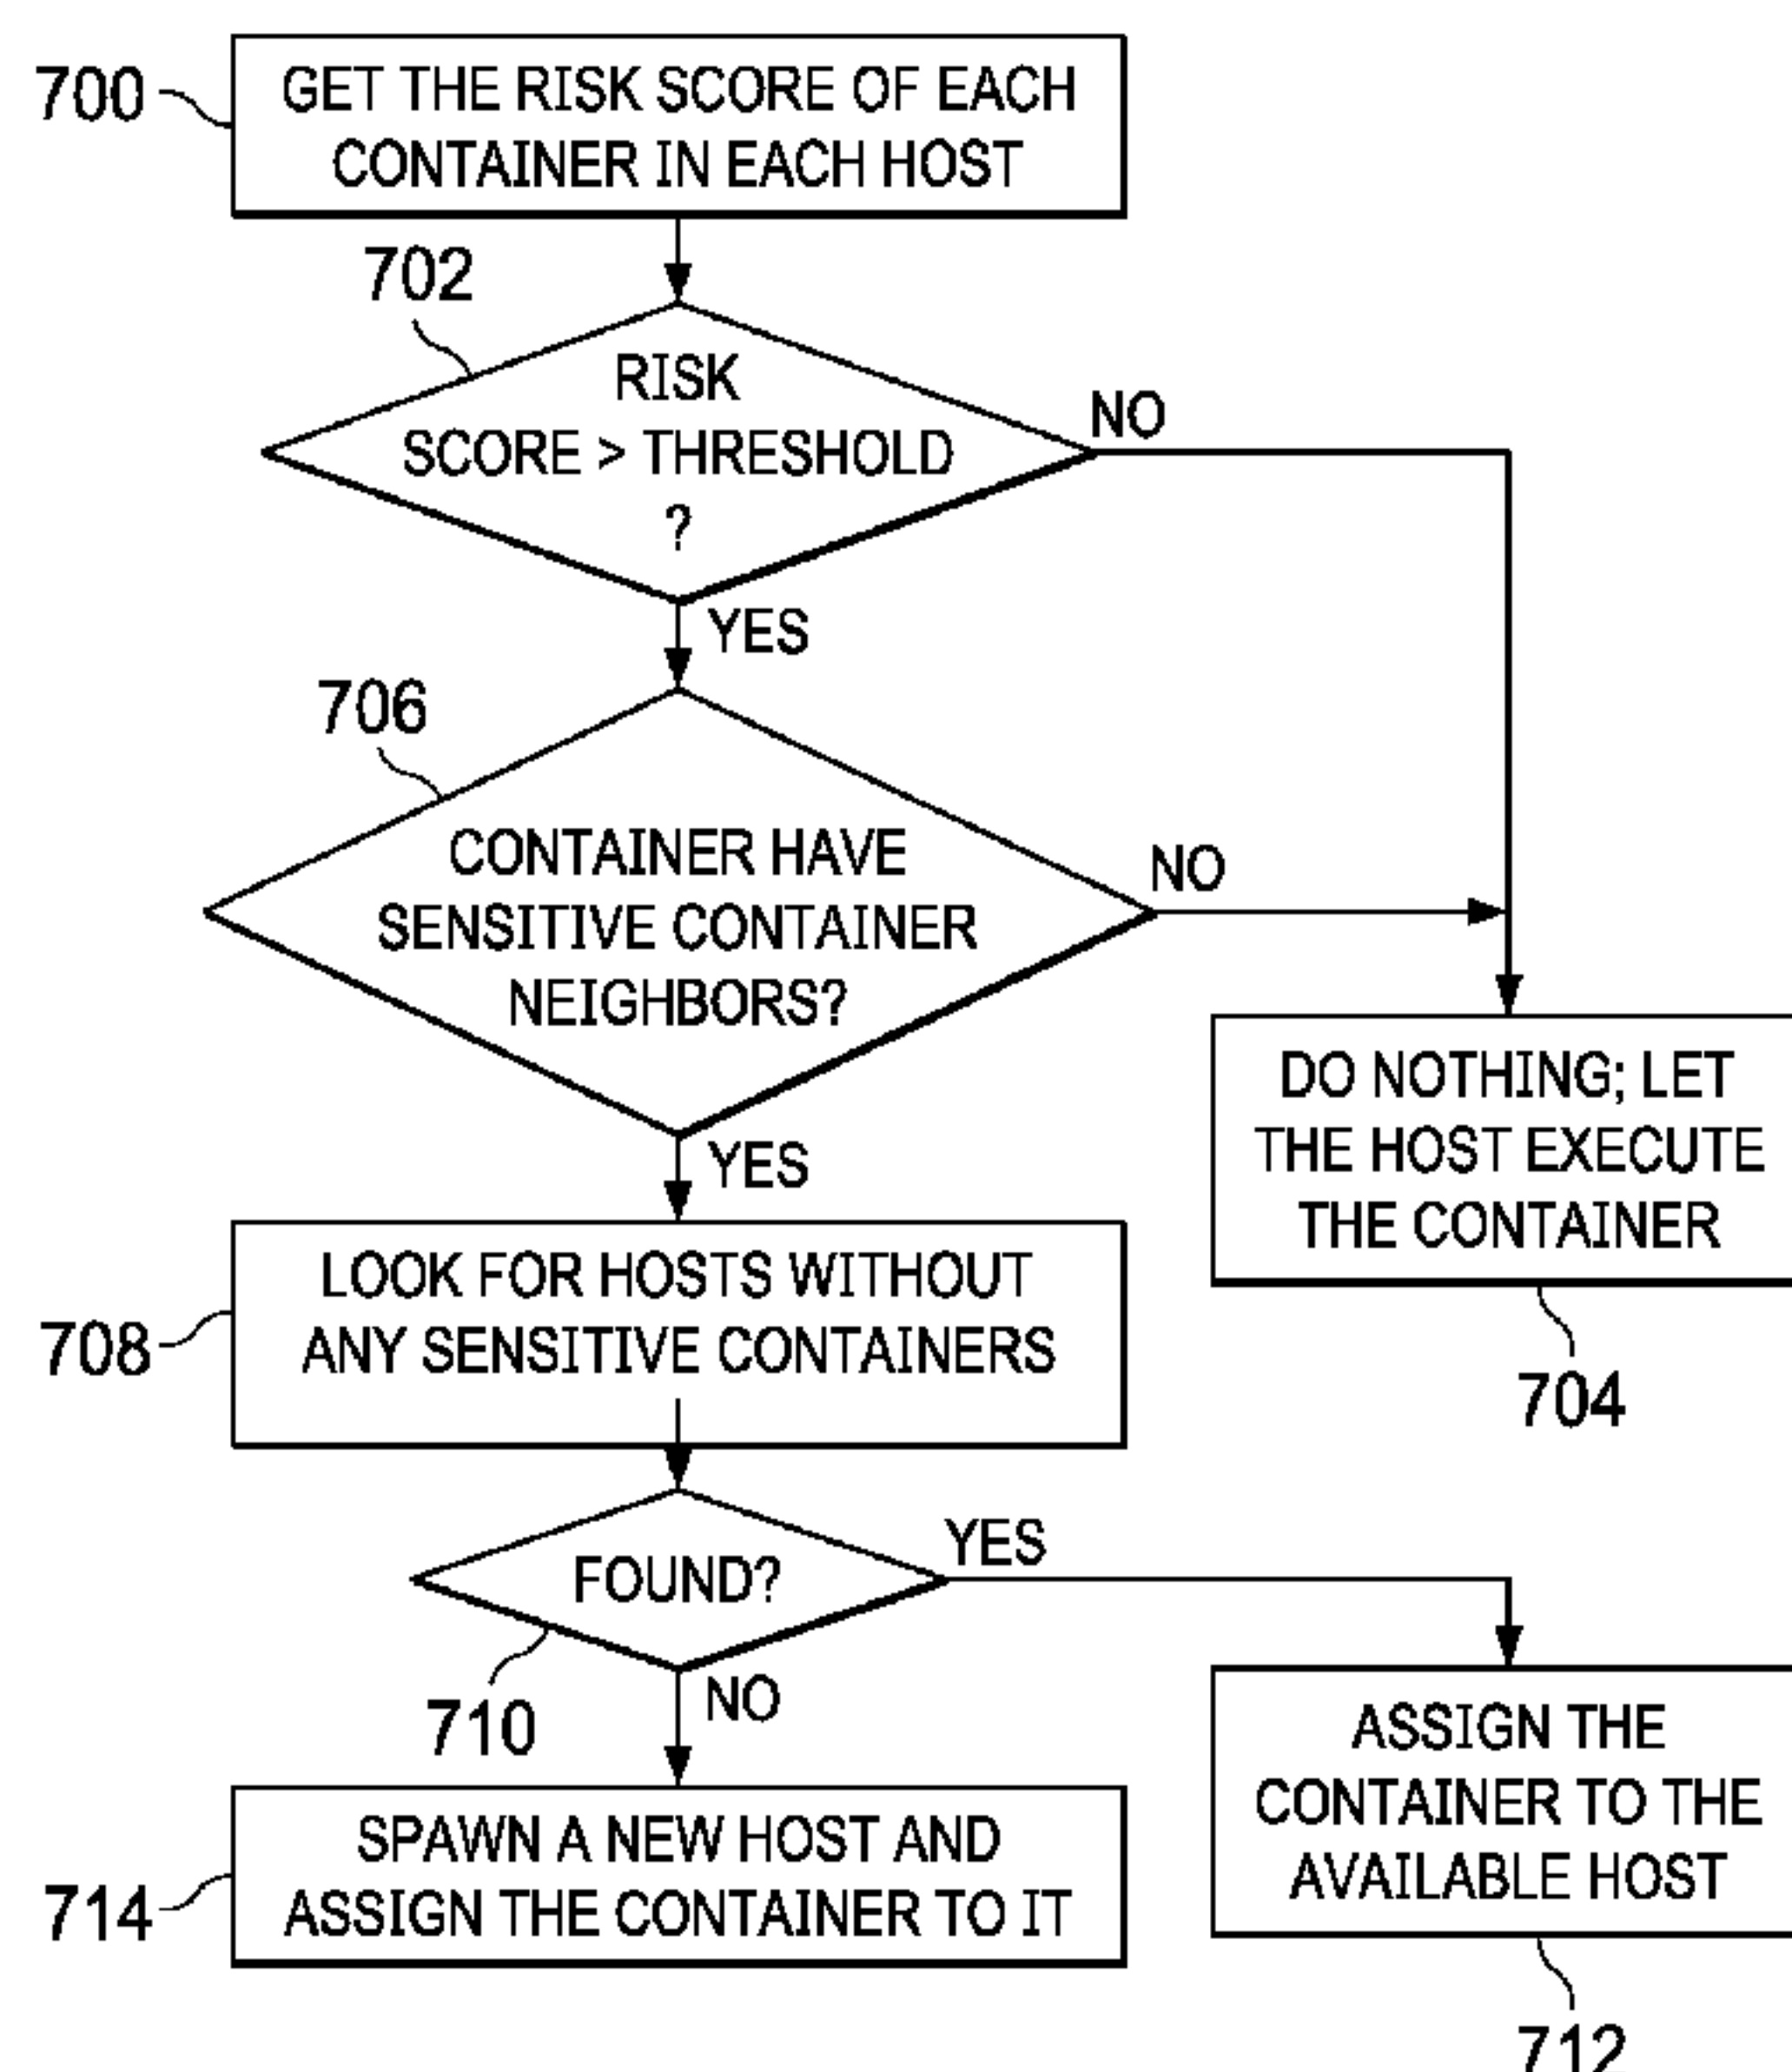 700
GET THE RISK SCORE OF EACH
CONTAINER IN EACH HOST
702
RISK
SCORE > THRESHOLD
?
NO
YES
706
CONTAINER HAVE
SENSITIVE CONTAINER
NEIGHBORS?
NO
YES
DO NOTHING; LET
THE HOST EXECUTE
THE CONTAINER
704
708
LOOK FOR HOSTS WITHOUT
ANY SENSITIVE CONTAINERS
FOUND?
YES
710
NO
ASSIGN THE
CONTAINER TO THE
AVAILABLE HOST
712
714
SPAWN A NEW HOST AND
ASSIGN THE CONTAINER TO IT